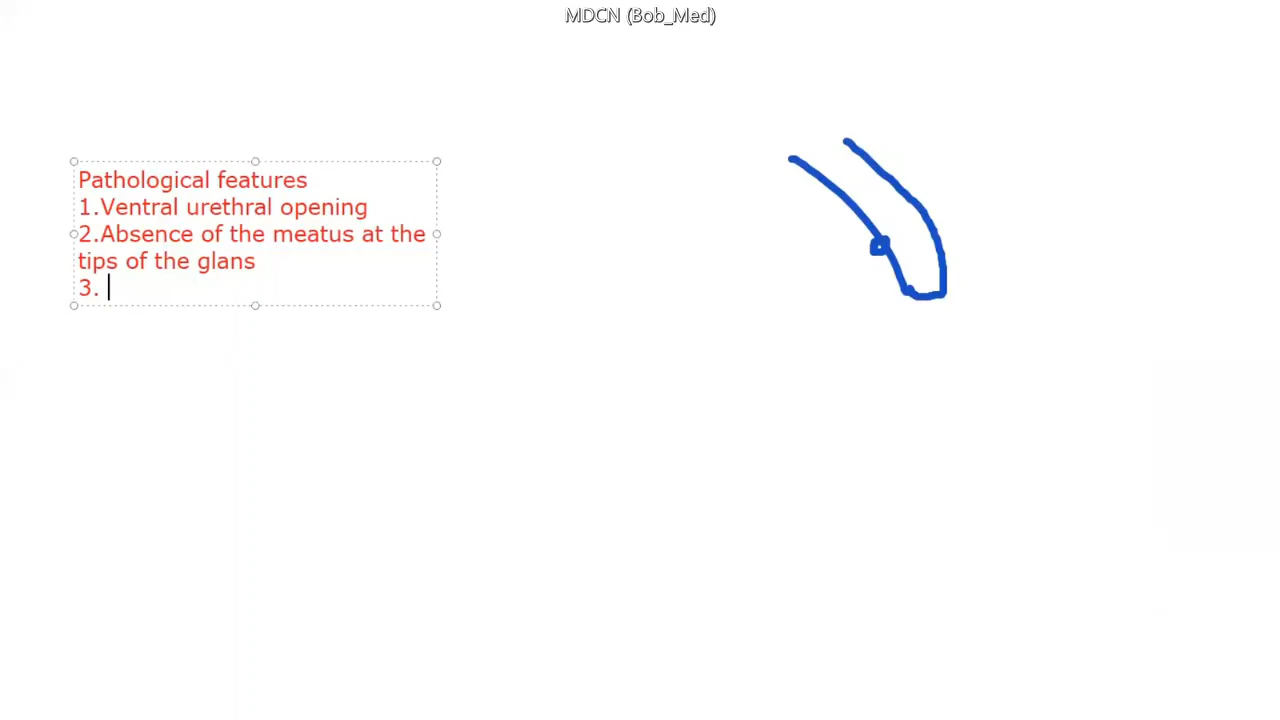 MDCN (Bob_Med)
Pathological features
1.Ventral urethral opening
2.Absence of the meatus at the
tips of the glans
3.